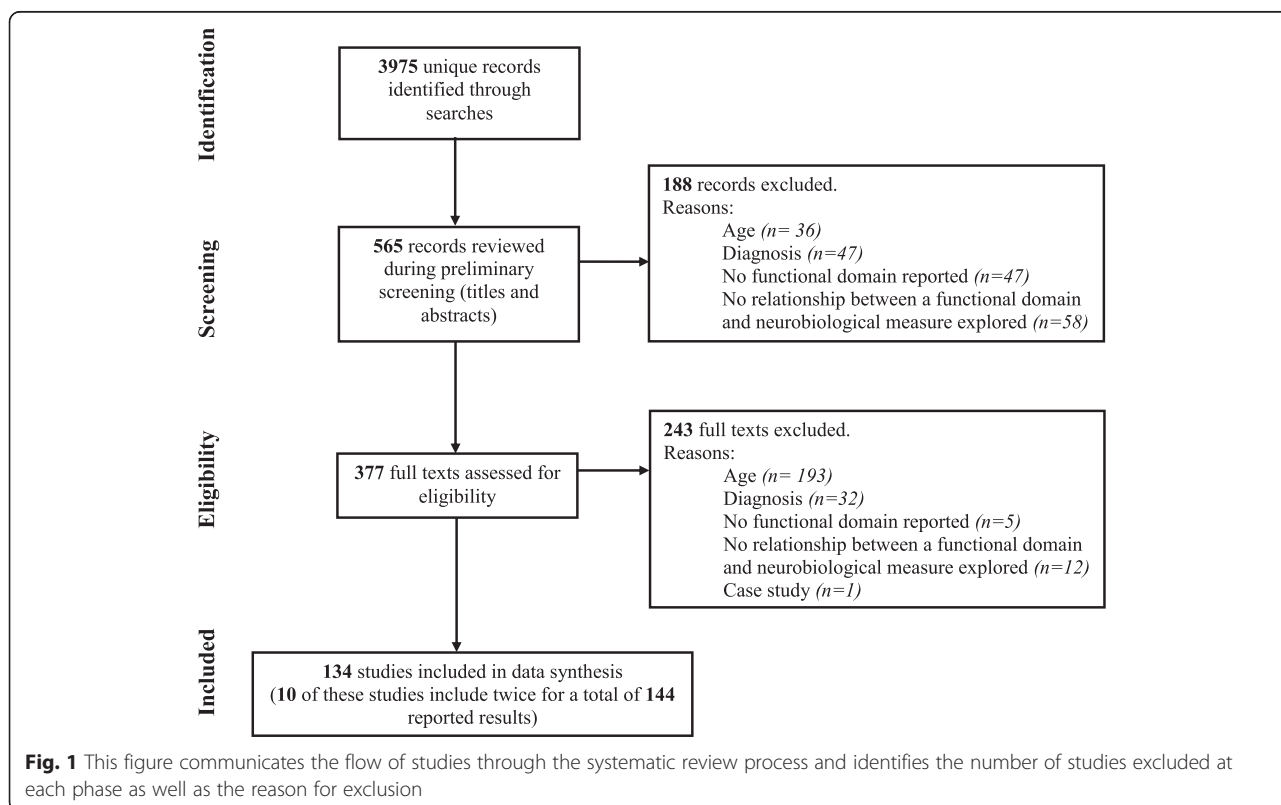 Identification
3975 unique records
identified through
searches
Screening
565 records reviewed
during preliminary
screening (titles and
abstracts)
188 records excluded.
Reasons:
Age (n= 36)
Diagnosis (n=47)
No functional domain reported (n=47)
No relationship between a functional domain
and neurobiological measure explored (n=58)
Eligibility
377 full texts assessed for
eligibility
243 full texts excluded.
Reasons:
Age (n= 193)
Diagnosis (n=32)
No functional domain reported (n=5)
No relationship between a functional domain
and neurobiological measure explored (n=12)
Case study (n=1)
Included
134 studies included in data synthesis
(10 of these studies include twice for a total of 144
reported results)
Fig. 1 This figure communicates the flow of studies through the systematic review process and identifies the number of studies excluded at
each phase as well as the reason for exclusion